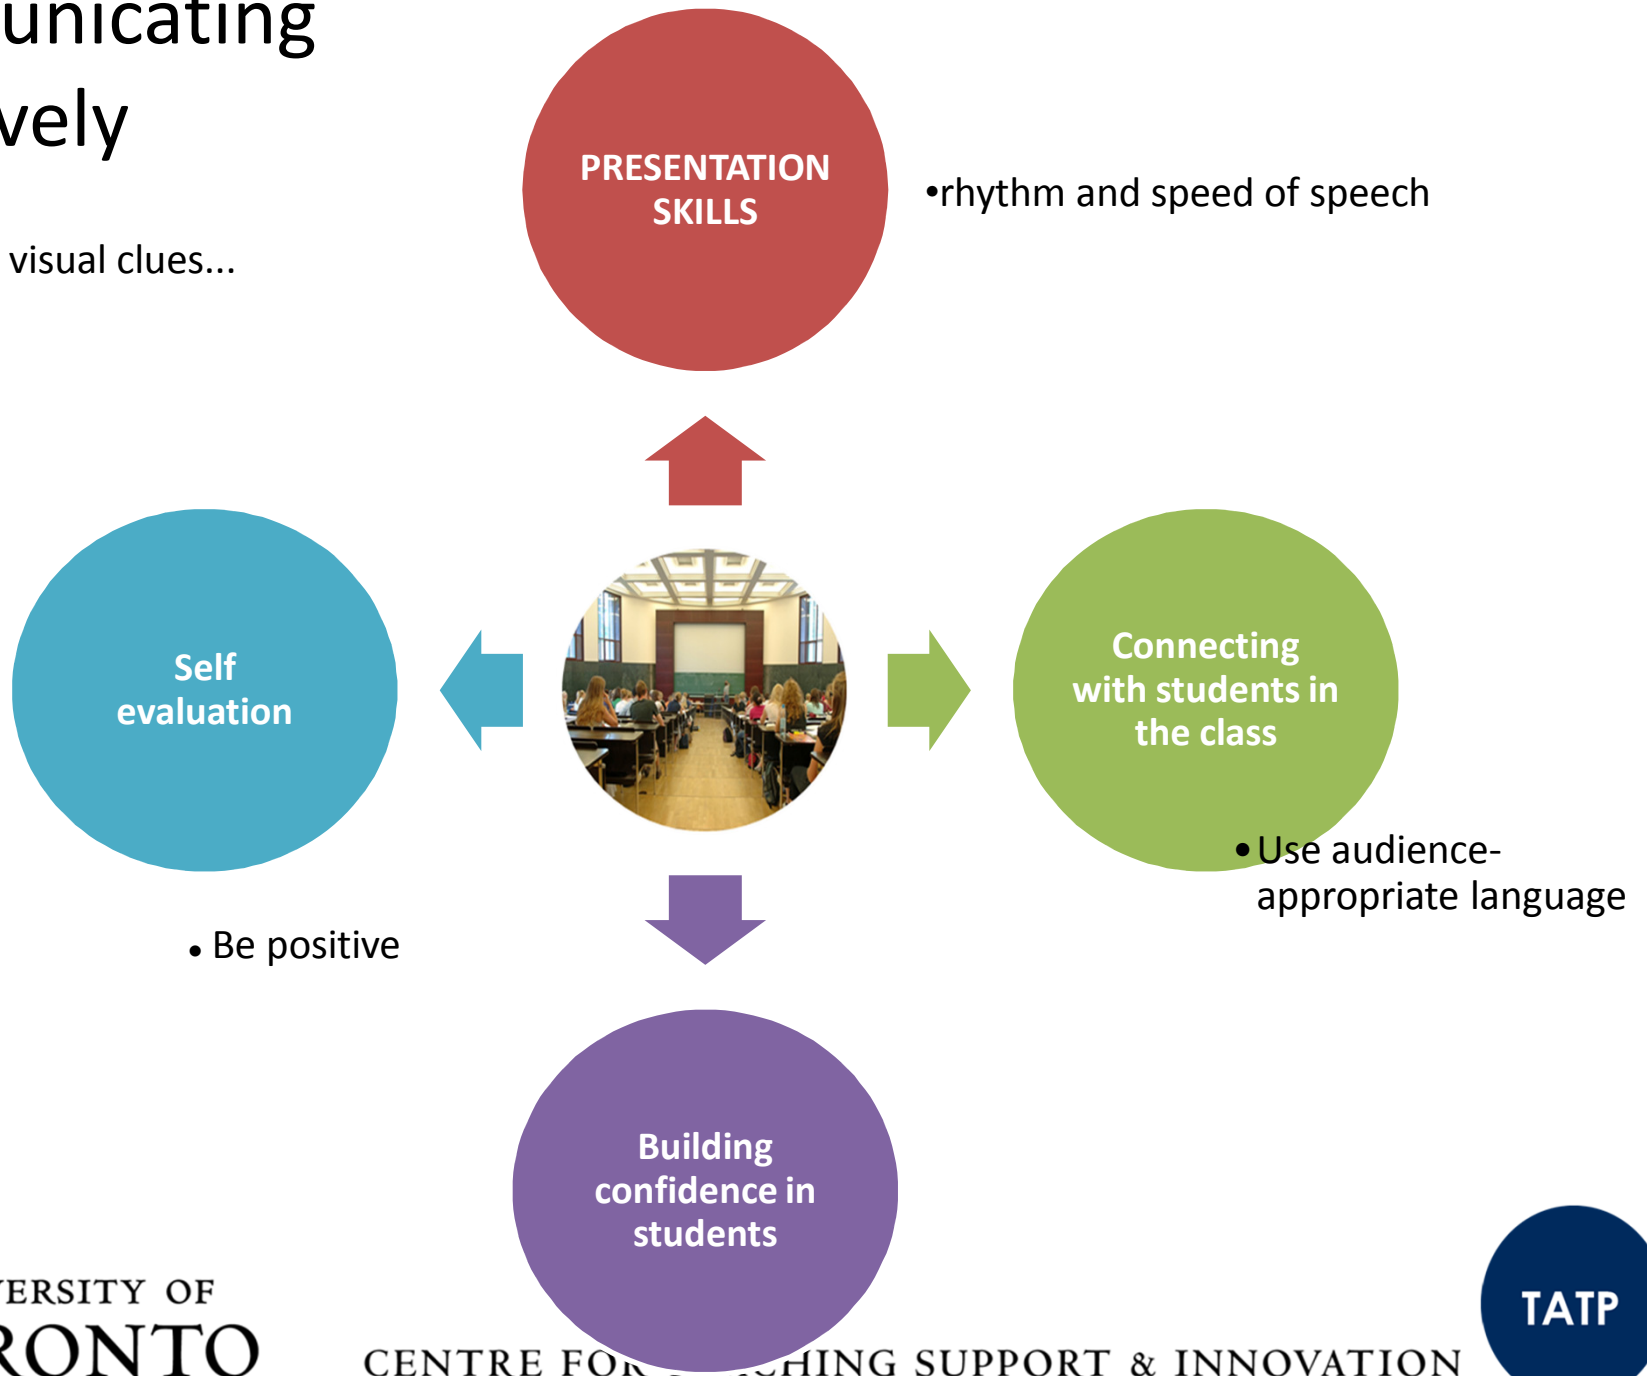 unicating
vely
visual clues...
PRESENTATION
SKILLS
•rhythm and speed of speech
Self
evaluation
Connecting
with students in
the class
•Use audience-
appropriate language
• Be positive
Building
confidence in
students
ERSITY OF
RONTO
CENTRE FOR CHING SUPPORT & INNOVATION
TATP